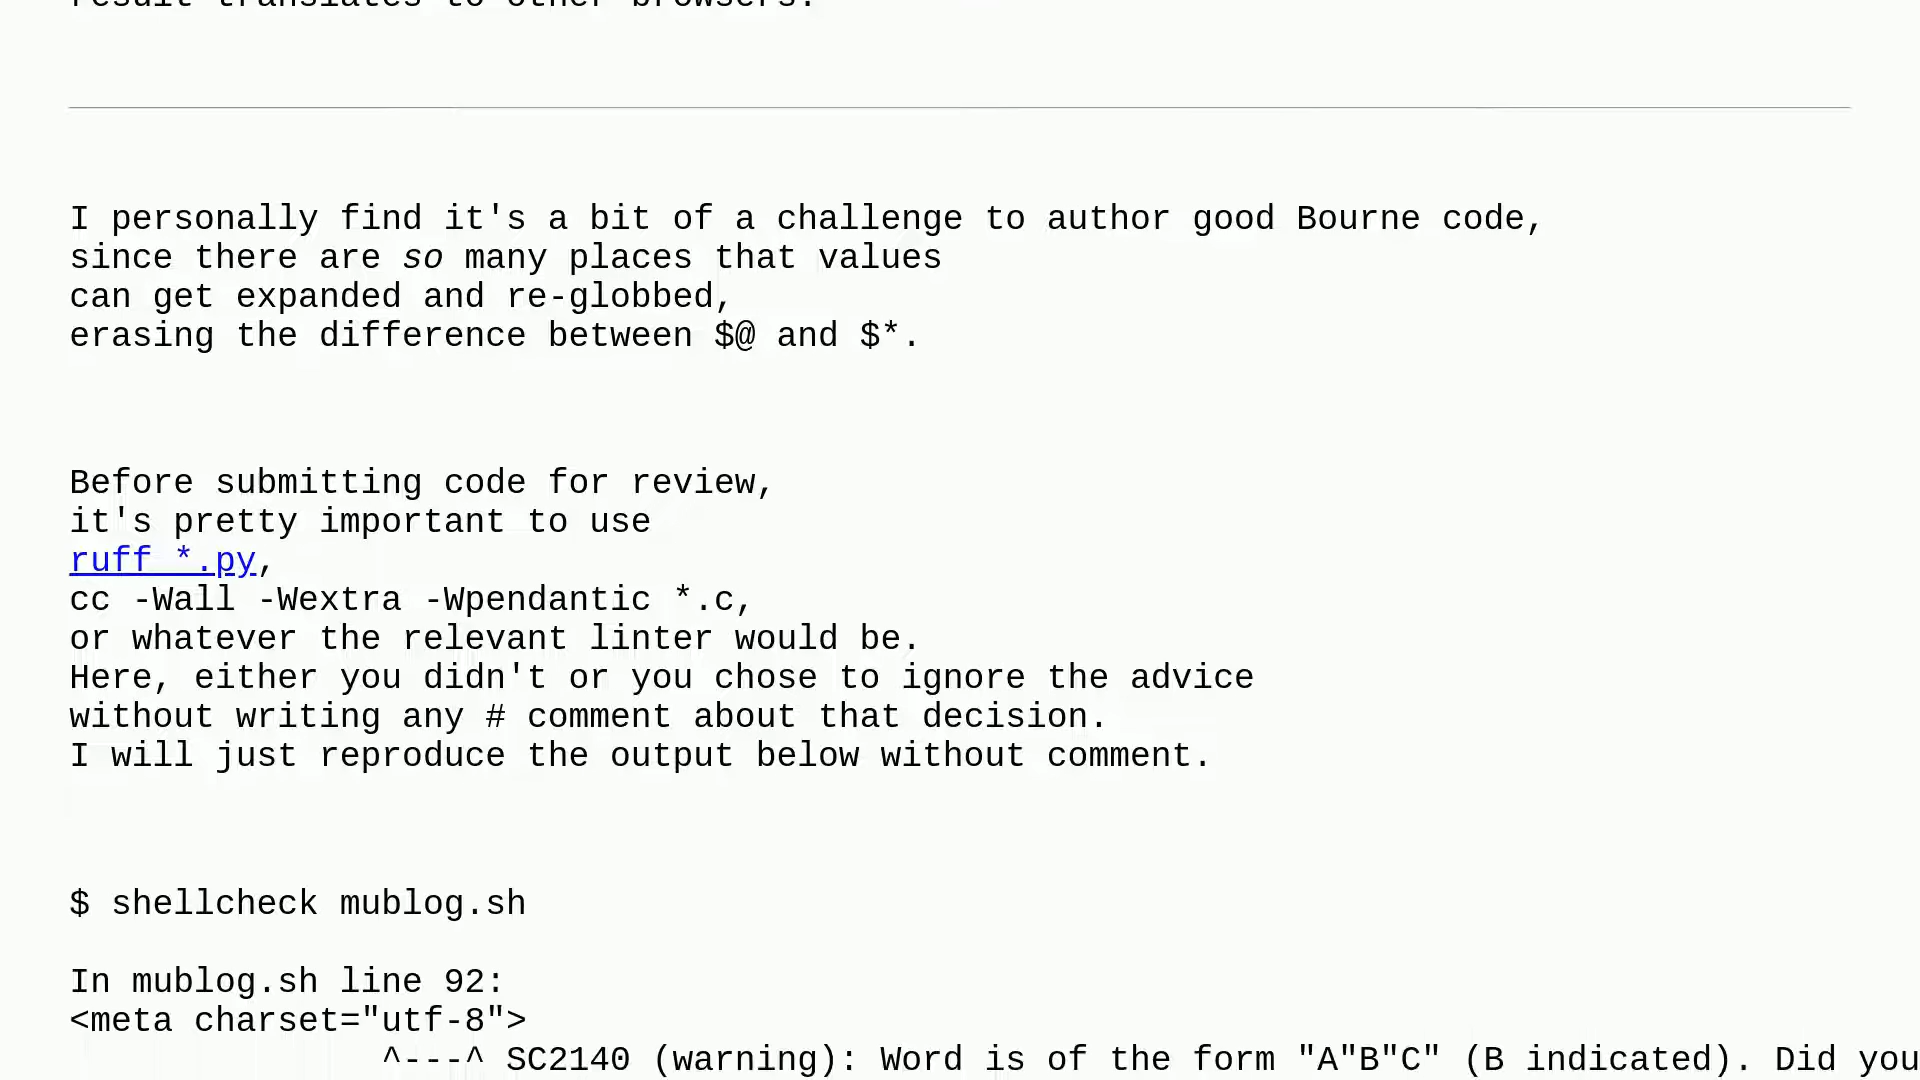 result translates to other browsers.
I personally find it's a bit of a challenge to author good Bourne code,
since there are so many places that values
can get expanded and re-globbed,
erasing the difference between $@ and $*.
Before submitting code for review,
it's pretty important to use
ruff *.py,
cc -Wall -Wextra -Wpendantic *.c,
or whatever the relevant linter would be.
Here, either you didn't or you chose to ignore the advice
without writing any # comment about that decision.
I will just reproduce the output below without comment.
$ shellcheck mublog.sh
In mublog.sh line 92:
<meta charset="utf-8">
^---^ SC2140 (warning): Word is of the form "A"B"C" (B indicated). Did you